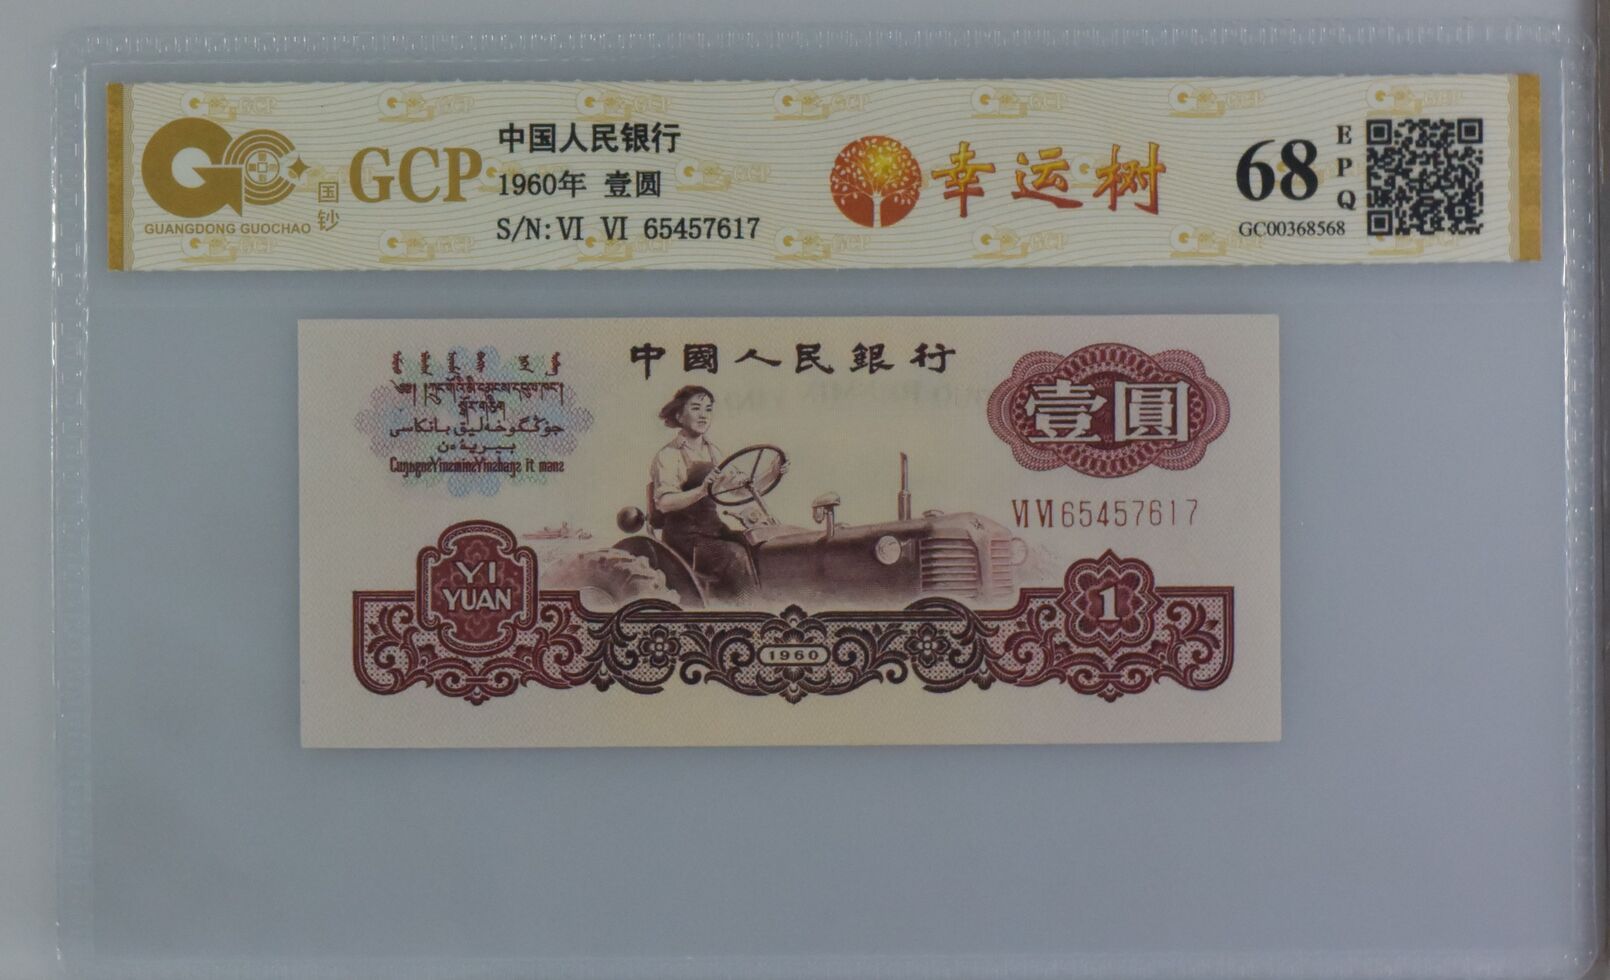 GCP
国钞
GUANGDONG GUOCHAO
中国人民银行
1960年 壹圆
S/N: VI VI 65457617
幸运树
68
EPQ
GC00368568
中國人民銀行
壹圓
VI VI 65457617
YI
YUAN
1960
1